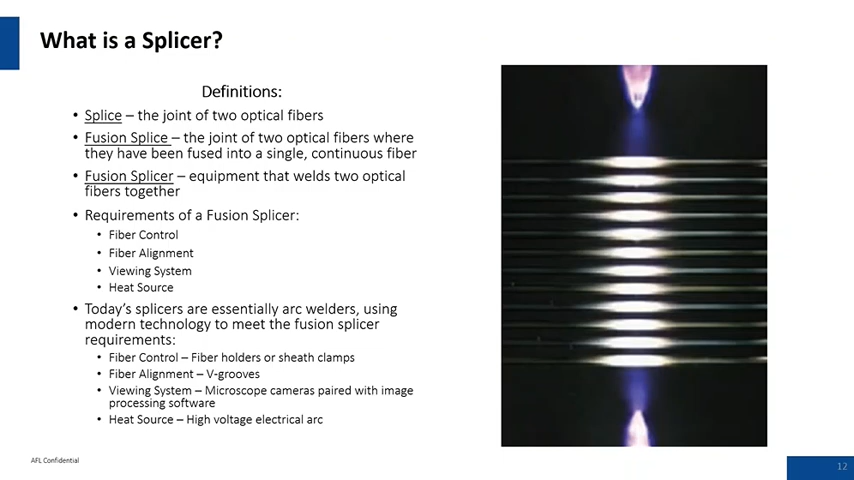 What is a Splicer?
Definitions:
• Splice – the joint of two optical fibers
• Fusion Splice – the joint of two optical fibers where
they have been fused into a single, continuous fiber
• Fusion Splicer – equipment that welds two optical
fibers together
• Requirements of a Fusion Splicer:
• Fiber Control
• Fiber Alignment
• Viewing System
• Heat Source
• Today's splicers are essentially arc welders, using
modern technology to meet the fusion splicer
requirements:
• Fiber Control – Fiber holders or sheath clamps
• Fiber Alignment – V-grooves
• Viewing System – Microscope cameras paired with image
processing software
• Heat Source – High voltage electrical arc
AFL Confidential
12